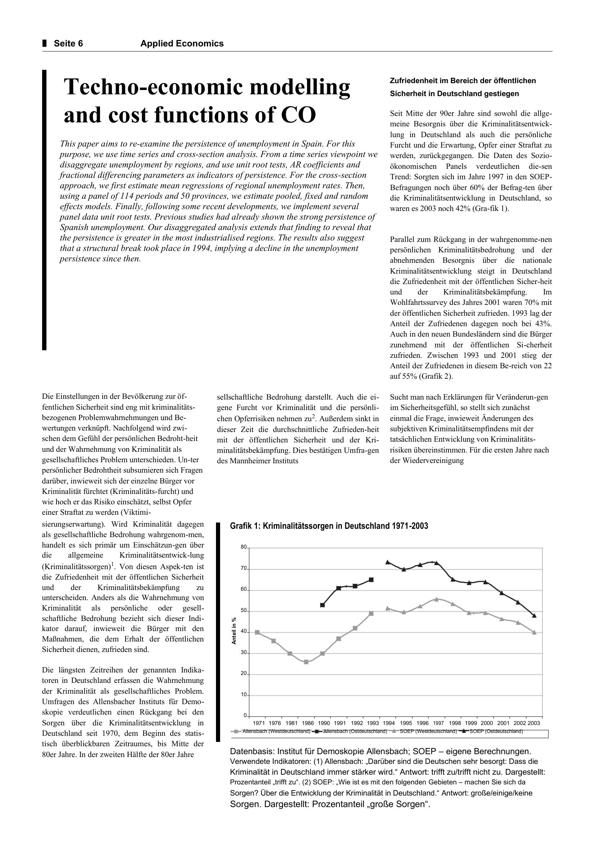 Seite 6 Applied Economics
Techno-economic modelling
and cost functions of CO
This paper aims to re-examine the persistence of unemployment in Spain. For this
purpose, we use time series and cross-section analysis. From a time series viewpoint we
disaggregate unemployment by regions, and use unit root tests, AR coefficients and
fractional differencing parameters as indicators of persistence. For the cross-section
approach, we first estimate mean regressions of regional unemployment rates. Then,
using a panel of 114 periods and 50 provinces, we estimate pooled, fixed and random
effects models. Finally, following some recent developments, we implement several
panel data unit root tests. Previous studies had already shown the strong persistence of
Spanish unemployment. Our disaggregated analysis extends that finding to reveal that
the persistence is greater in the most industrialised regions. The results also suggest
that a structural break took place in 1994, implying a decline in the unemployment
persistence since then.
Zufriedenheit im Bereich der öffentlichen
Sicherheit in Deutschland gestiegen
Seit Mitte der 90er Jahre sind sowohl die allge-
meine Besorgnis über die Kriminalitätsentwick-
lung in Deutschland als auch die persönliche
Furcht und die Erwartung, Opfer einer Straftat zu
werden, zurückgegangen. Die Daten des Sozio-
ökonomischen Panels verdeutlichen die-sen
Trend: Sorgten sich im Jahre 1997 in den SOEP-
Befragungen noch über 60% der Befrag-ten über
die Kriminalitätsentwicklung in Deutschland, so
waren es 2003 noch 42% (Gra-fik 1).
Parallel zum Rückgang in der wahrgenomme-nen
persönlichen Kriminalitätsbedrohung und der
abnehmenden Besorgnis über die nationale
Kriminalitätsentwicklung steigt in Deutschland
die Zufriedenheit mit der öffentlichen Sicher-heit
und der Kriminalitätsbekämpfung. Im
Wohlfahrtssurvey des Jahres 2001 waren 70% mit
der öffentlichen Sicherheit zufrieden. 1993 lag der
Anteil der Zufriedenen dagegen noch bei 43%.
Auch in den neuen Bundesländern sind die Bürger
zunehmend mit der öffentlichen Si-cherheit
zufrieden. Zwischen 1993 und 2001 stieg der
Anteil der Zufriedenen in diesem Be-reich von 22
auf 55% (Grafik 2).
Die Einstellungen in der Bevölkerung zur öf-
fentlichen Sicherheit sind eng mit kriminalitäts-
bezogenen Problemwahrnehmungen und Be-
wertungen verknüpft. Nachfolgend wird zwi-
schen dem Gefühl der persönlichen Bedroht-heit
und der Wahrnehmung von Kriminalität als
gesellschaftliches Problem unterschieden. Un-ter
persönlicher Bedrohtheit subsumieren sich Fragen
darüber, inwieweit sich der einzelne Bürger vor
Kriminalität fürchtet (Kriminalitäts-furcht) und
wie hoch er das Risiko einschätzt, selbst Opfer
einer Straftat zu werden (Viktimi-
sierungserwartung). Wird Kriminalität dagegen
als gesellschaftliche Bedrohung wahrgenom-men,
handelt es sich primär um Einschätzun-gen über
die allgemeine Kriminalitätsentwick-lung
(Kriminalitätssorgen)1. Von diesen Aspek-ten ist
die Zufriedenheit mit der öffentlichen Sicherheit
und der Kriminalitätsbekämpfung zu
unterscheiden. Anders als die Wahrnehmung von
Kriminalität als persönliche oder gesell-
schaftliche Bedrohung bezieht sich dieser Indi-
kator darauf, inwieweit die Bürger mit den
Maßnahmen, die dem Erhalt der öffentlichen
Sicherheit dienen, zufrieden sind.
Die längsten Zeitreihen der genannten Indika-
toren in Deutschland erfassen die Wahrnehmung
der Kriminalität als gesellschaftliches Problem.
Umfragen des Allensbacher Instituts für Demo-
skopie verdeutlichen einen Rückgang bei den
Sorgen über die Kriminalitätsentwicklung in
Deutschland seit 1970, dem Beginn des statis-
tisch überblickbaren Zeitraumes, bis Mitte der
80er Jahre. In der zweiten Hälfte der 80er Jahre
sellschaftliche Bedrohung darstellt. Auch die ei-
gene Furcht vor Kriminalität und die persönli-
chen Opferrisiken nehmen zu2. Außerdem sinkt in
dieser Zeit die durchschnittliche Zufrieden-heit
mit der öffentlichen Sicherheit und der Kri-
minalitätsbekämpfung. Dies bestätigen Umfra-gen
des Mannheimer Instituts
Sucht man nach Erklärungen für Veränderun-gen
im Sicherheitsgefühl, so stellt sich zunächst
einmal die Frage, inwieweit Änderungen des
subjektiven Kriminalitätsempfindens mit der
tatsächlichen Entwicklung von Kriminalitäts-
risiken übereinstimmen. Für die ersten Jahre nach
der Wiedervereinigung
Grafik 1: Kriminalitätssorgen in Deutschland 1971-2003
Anteil in %
80
70
60
50
40
30
20
10
0
1971 1976 1981 1986 1990 1991 1992 1993 1994 1995 1996 1997 1998 1999 2000 2001 2002 2003
Allensbach (Westdeutschland) Allensbach (Ostdeutschland) SOEP (Westdeutschland) SOEP (Ostdeutschland)
Datenbasis: Institut für Demoskopie Allensbach; SOEP – eigene Berechnungen.
Verwendete Indikatoren: (1) Allensbach: „Darüber sind die Deutschen sehr besorgt: Dass die
Kriminalität in Deutschland immer stärker wird.“ Antwort: trifft zu/trifft nicht zu. Dargestellt:
Prozentanteil „trifft zu“. (2) SOEP: „Wie ist es mit den folgenden Gebieten – machen Sie sich da
Sorgen? Über die Entwicklung der Kriminalität in Deutschland.“ Antwort: große/einige/keine
Sorgen. Dargestellt: Prozentanteil „große Sorgen“.